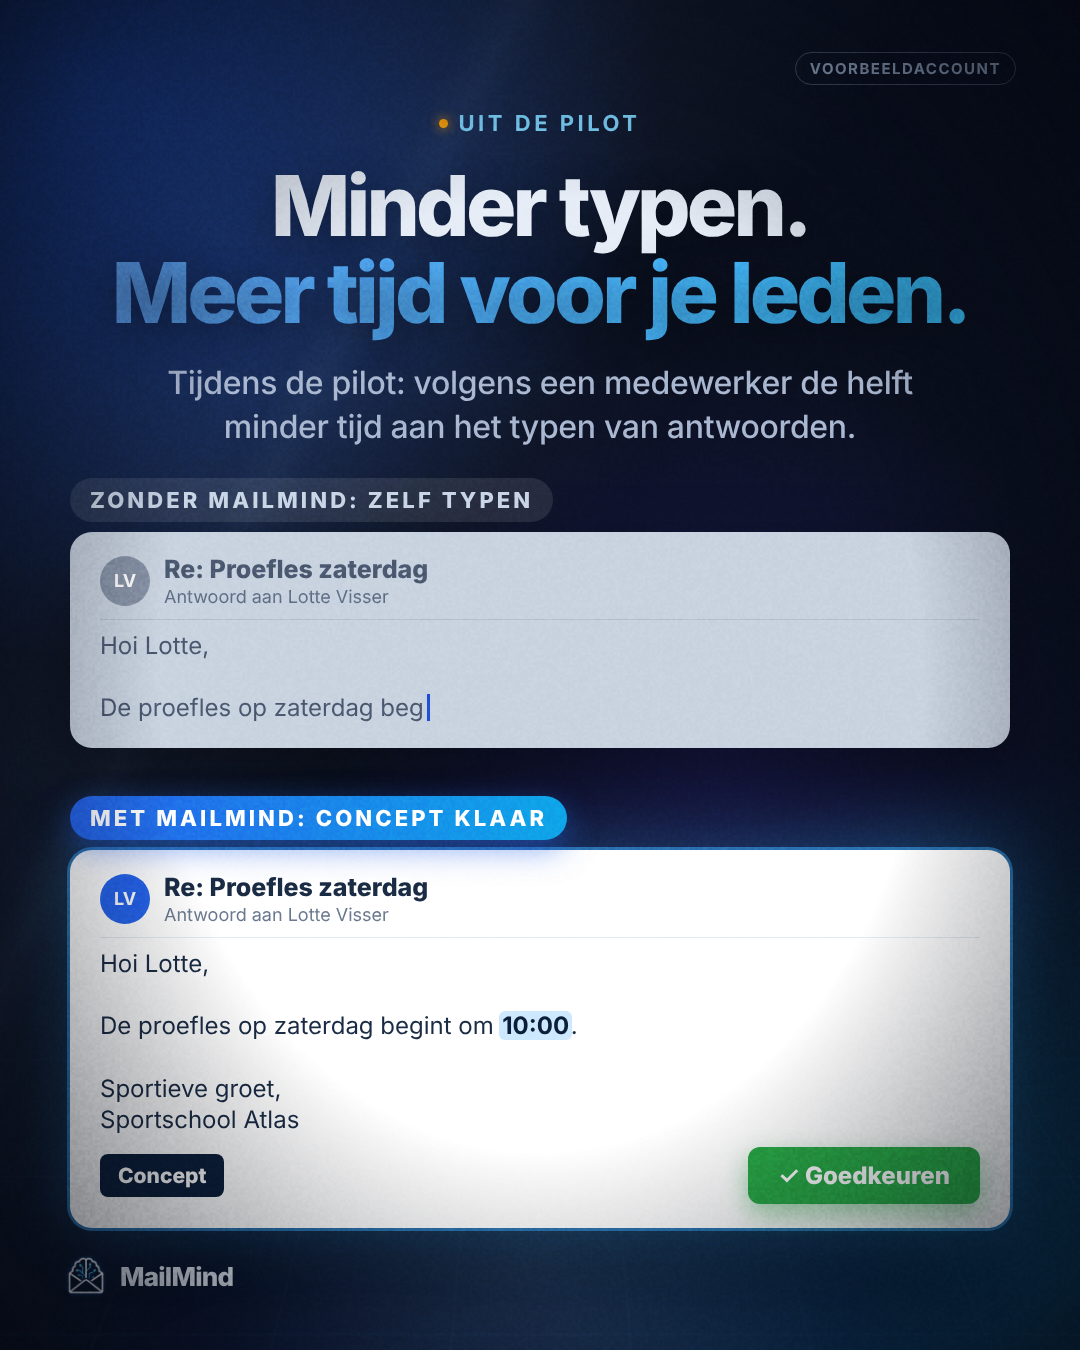 VOORBEELDACCOUNT
UIT DE PILOT
Minder typen.
Meer tijd voor je leden.
Tijdens de pilot: volgens een medewerker de helft
minder tijd aan het typen van antwoorden.
ZONDER MAILMIND: ZELF TYPEN
LV
Re: Proefles zaterdag
Antwoord aan Lotte Visser
Hoi Lotte,
De proefles op zaterdag beg
MET MAILMIND: CONCEPT KLAAR
LV
Re: Proefles zaterdag
Antwoord aan Lotte Visser
Hoi Lotte,
De proefles op zaterdag begint om 10:00.
Sportieve groet,
Sportschool Atlas
Concept
✓ Goedkeuren
MailMind